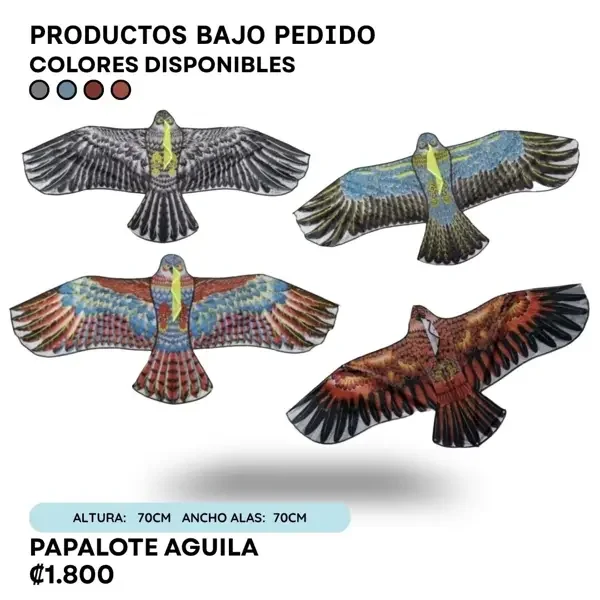 PRODUCTOS BAJO PEDIDO
COLORES DISPONIBLES
ALTURA: 70CM ANCHO ALAS: 70CM
PAPALOTE AGUILA
₡1.800